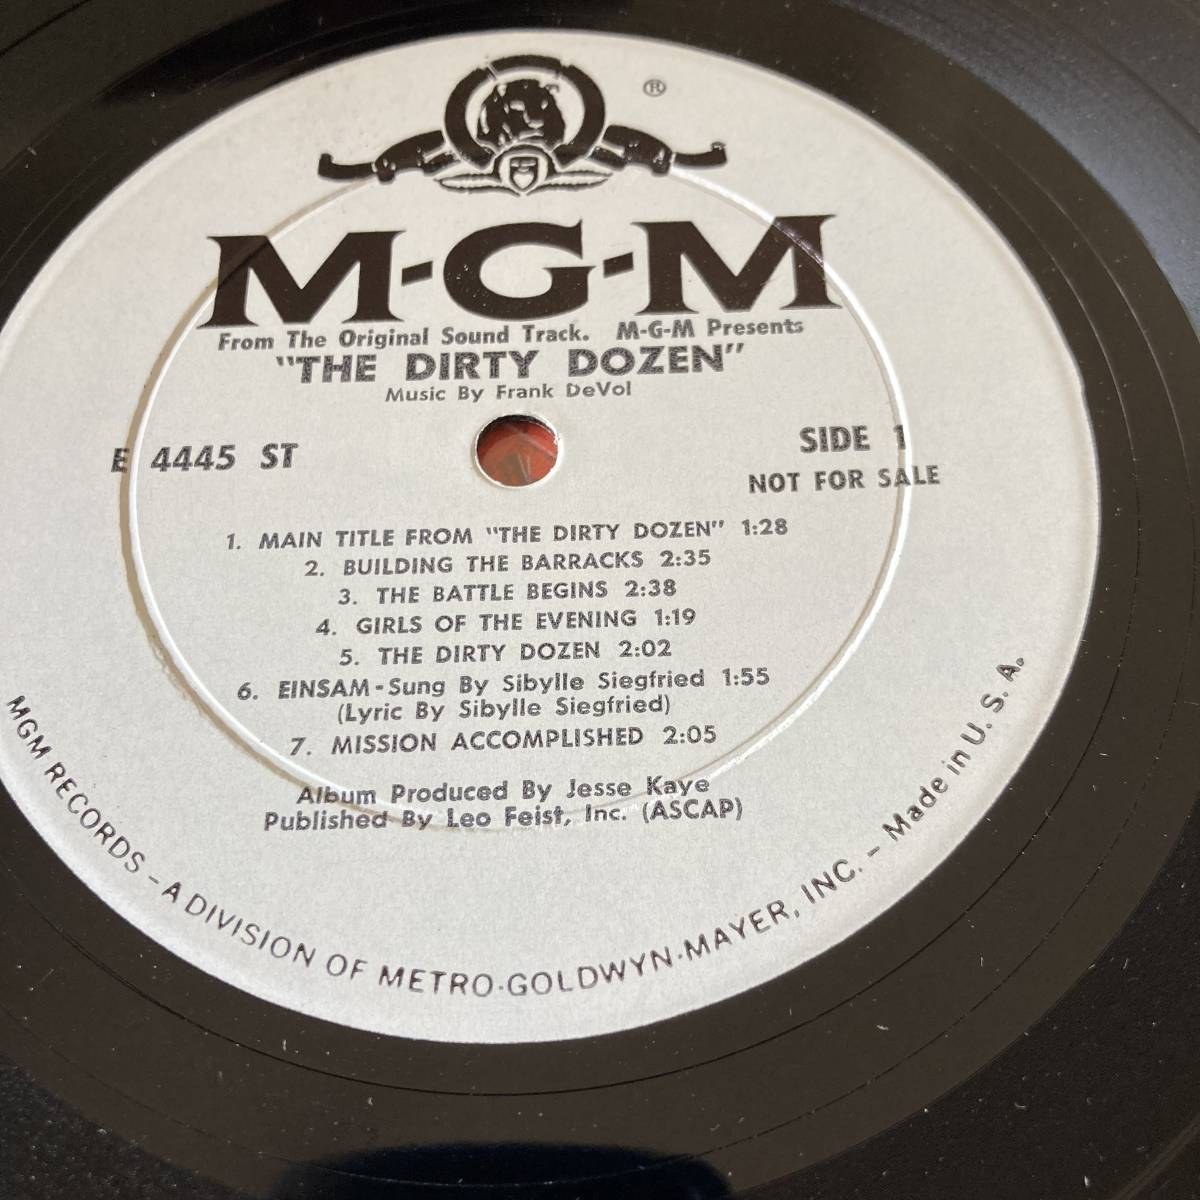 ®
M-G-M
From The Original Sound Track. M-G-M Presents
"THE DIRTY DOZEN"
Music By Frank DeVol
E 4445 ST
SIDE 1
NOT FOR SALE
1. MAIN TITLE FROM "THE DIRTY DOZEN" 1:28
2. BUILDING THE BARRACKS 2:35
3. THE BATTLE BEGINS 2:38
4. GIRLS OF THE EVENING 1:19
5. THE DIRTY DOZEN 2:02
6. EINSAM - Sung By Sibylle Siegfried 1:55
(Lyric By Sibylle Siegfried)
7. MISSION ACCOMPLISHED 2:05
Album Produced By Jesse Kaye
Published By Leo Feist, Inc. (ASCAP)
MGM RECORDS – A DIVISION OF METRO-GOLDWYN-MAYER, INC. – Made in U. S. A.